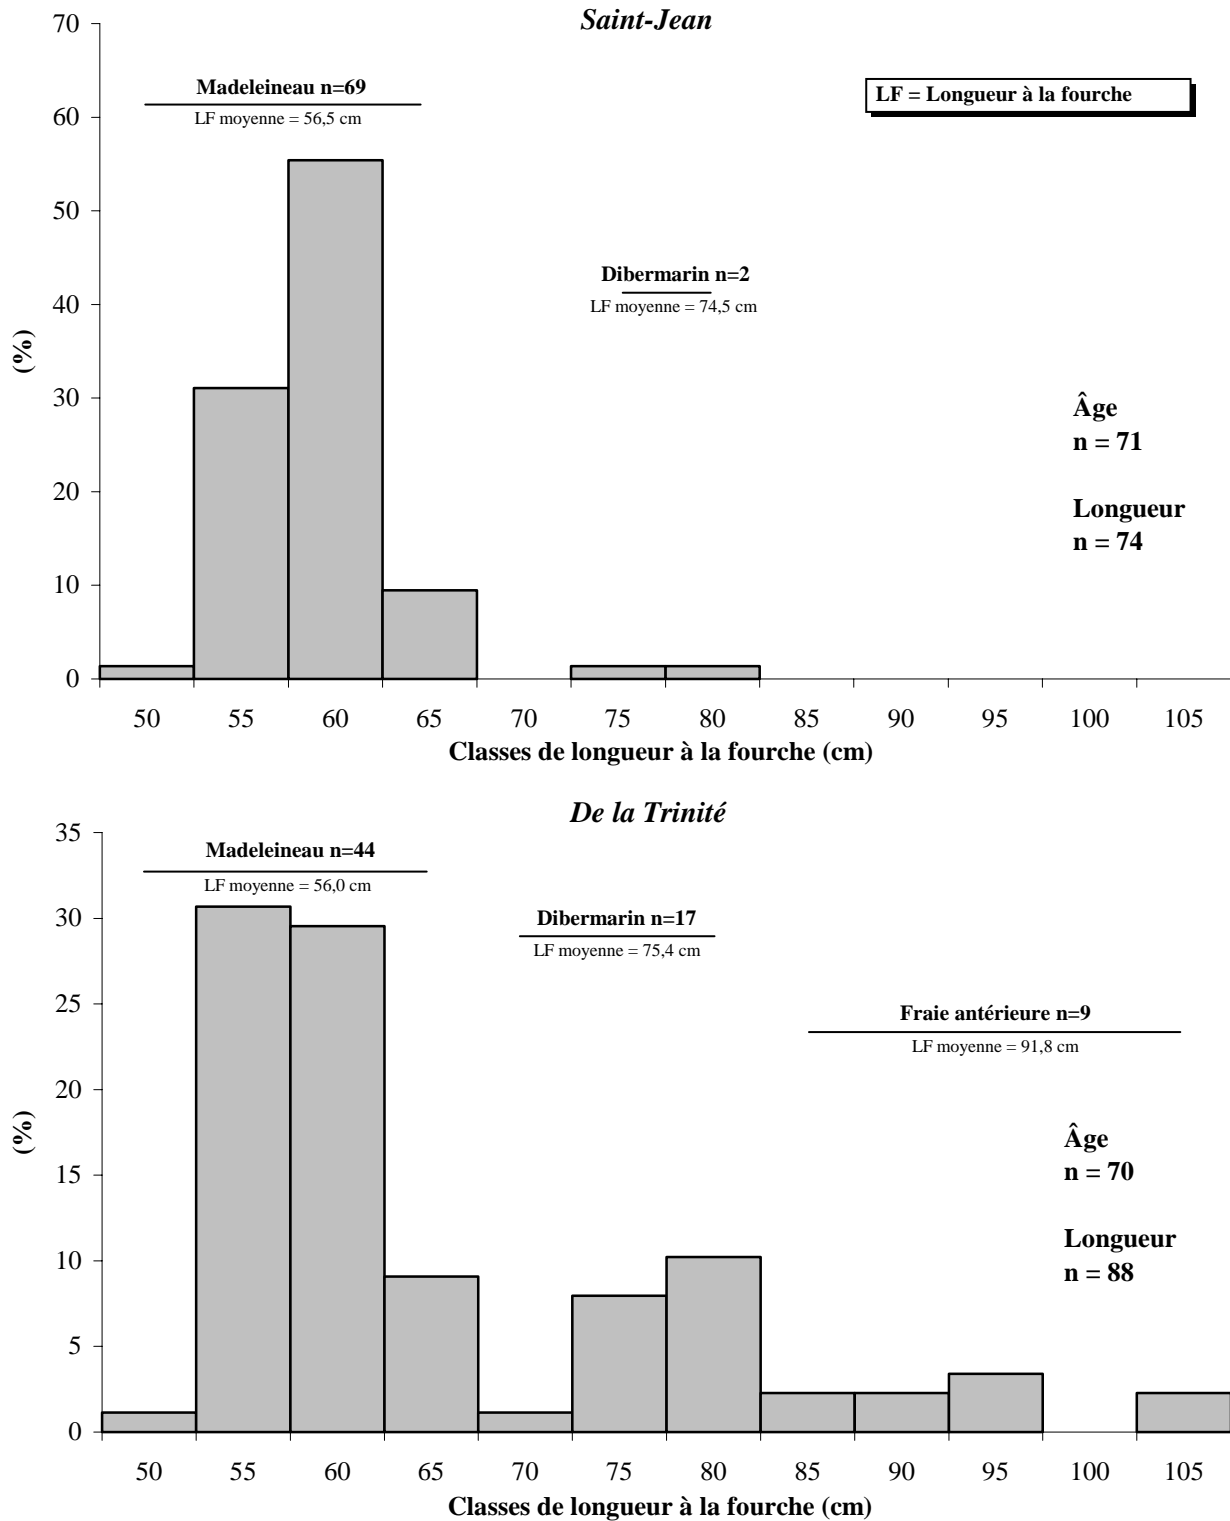 Saint-Jean
70
60
50
40
30
20
10
0
(%)
Madeleineau n=69
LF moyenne = 56,5 cm
LF = Longueur à la fourche
Dibermarin n=2
LF moyenne = 74,5 cm
Âge
n = 71
Longueur
n = 74
50 55 60 65 70 75 80 85 90 95 100 105
Classes de longueur à la fourche (cm)
De la Trinité
35
30
25
20
15
10
5
0
(%)
Madeleineau n=44
LF moyenne = 56,0 cm
Dibermarin n=17
LF moyenne = 75,4 cm
Fraie antérieure n=9
LF moyenne = 91,8 cm
Âge
n = 70
Longueur
n = 88
50 55 60 65 70 75 80 85 90 95 100 105
Classes de longueur à la fourche (cm)